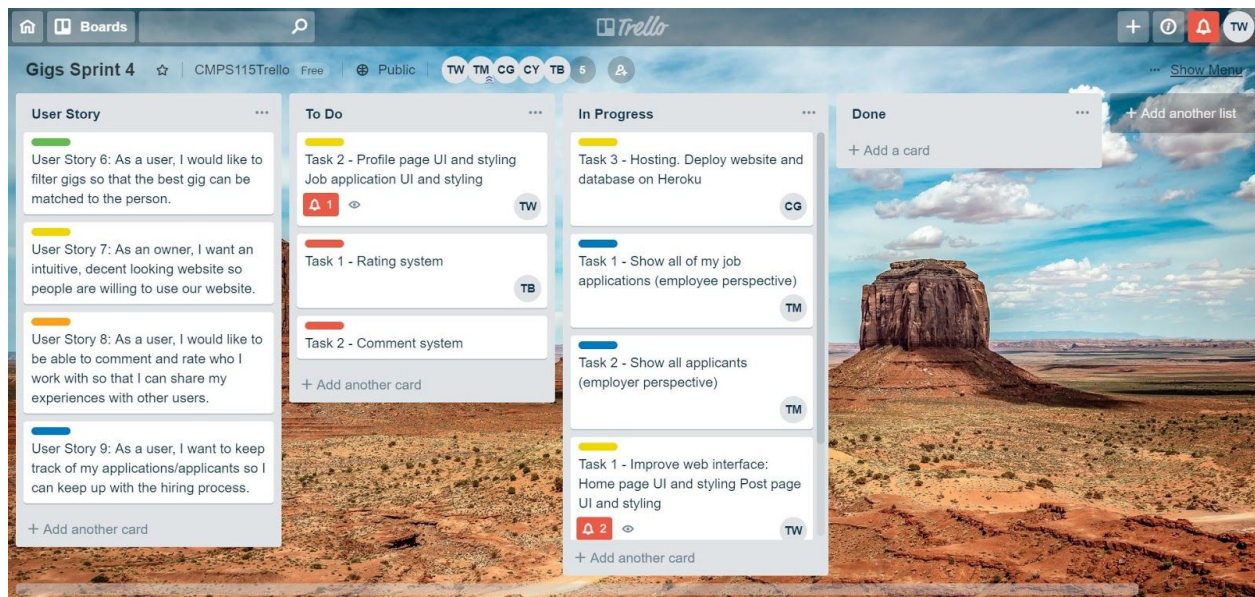 Boards
Trello
TW
Gigs Sprint 4
CMPS115Trello
Free
Public
TW TM CG CY TB 5
... Show Menu
User Story
...
User Story 6: As a user, I would like to
filter gigs so that the best gig can be
matched to the person.
User Story 7: As an owner, I want an
intuitive, decent looking website so
people are willing to use our website.
User Story 8: As a user, I would like to
be able to comment and rate who I
work with so that I can share my
experiences with other users.
User Story 9: As a user, I want to keep
track of my applications/applicants so I
can keep up with the hiring process.
+ Add another card
To Do
...
Task 2 - Profile page UI and styling
Job application UI and styling
1
TW
Task 1 - Rating system
TB
Task 2 - Comment system
+ Add another card
In Progress
...
Task 3 - Hosting. Deploy website and
database on Heroku
CG
Task 1 - Show all of my job
applications (employee perspective)
TM
Task 2 - Show all applicants
(employer perspective)
TM
Task 1 - Improve web interface:
Home page UI and styling Post page
UI and styling
2
TW
+ Add another card
Done
...
+ Add a card
+ Add another list